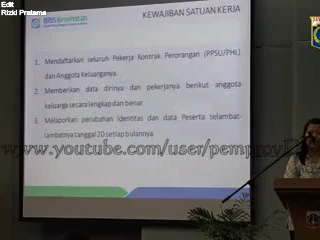 Edit
Rizki Pratama
BPJS Kesehatan
KEWAJIBAN SATUAN KERJA
1. Mendaftarkan seluruh Pekerja Kontrak Perorangan (PPSU/PHL)
dan Anggota Keluarganya.
2. Memberikan data dirinya dan pekerjanya berikut anggota
keluarga secara lengkap dan benar
3. Melaporkan perubahan identitas dan data Peserta selambat-
lambatnya tanggal 20 setiap bulannya.
www.youtube.com/user/pemprov